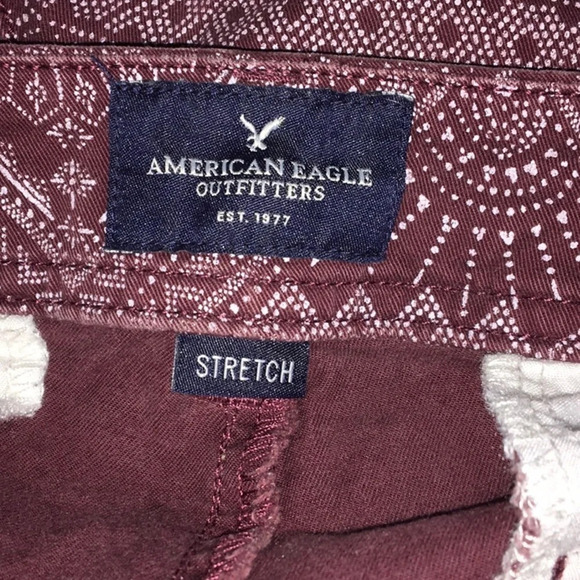 AMERICAN EAGLE
OUTFITTERS
EST. 1977
STRETCH